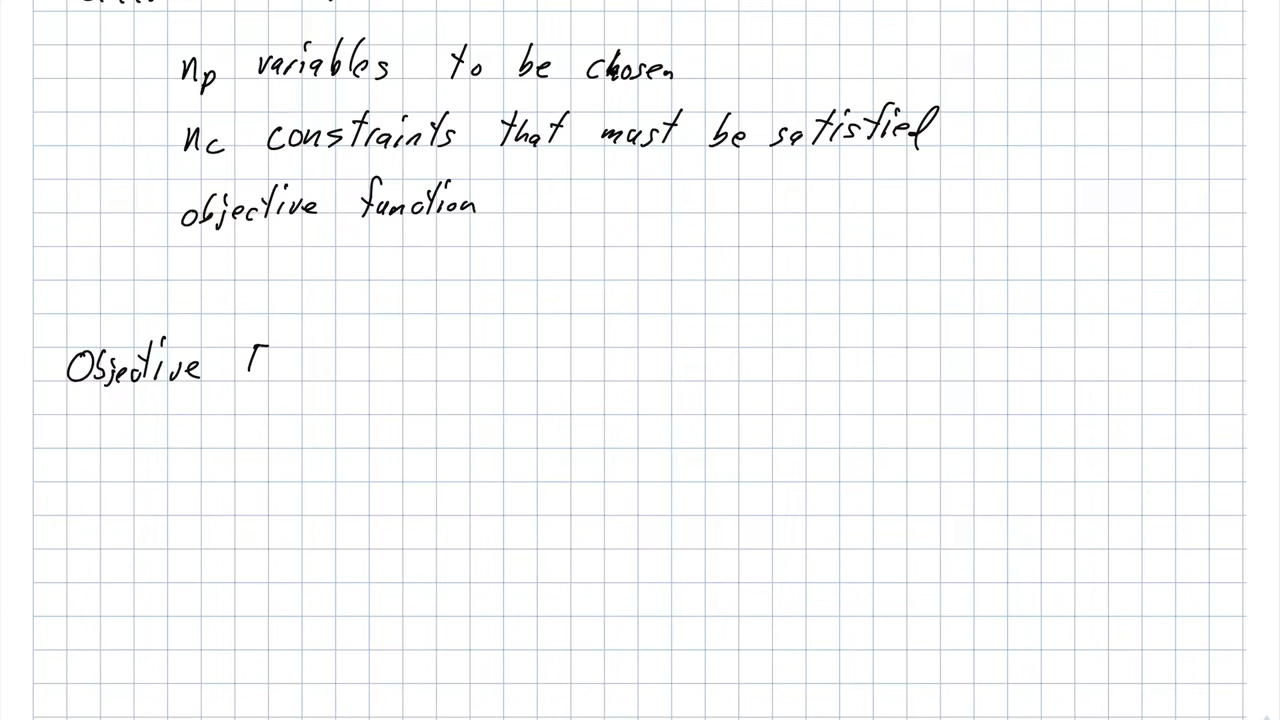 np variables to be chosen
nc constraints that must be satisfied
objective function
Objective